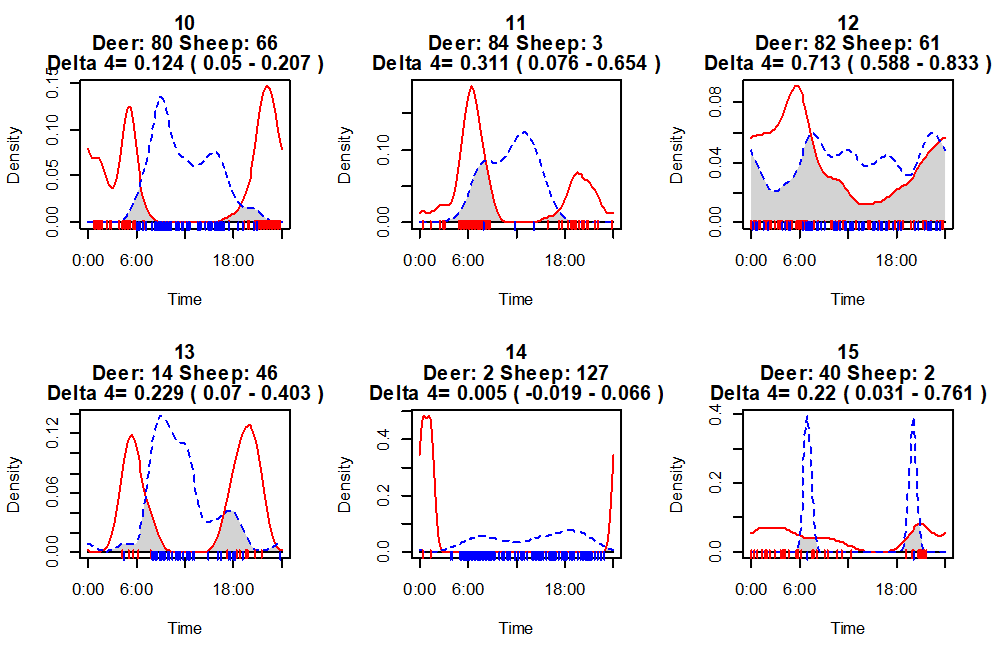 10
Deer: 80 Sheep: 66
Delta 4= 0.124 ( 0.05 - 0.207 )
Density
0.00 0.05 0.10 0.15
0:00 6:00 18:00
Time
11
Deer: 84 Sheep: 3
Delta 4= 0.311 ( 0.076 - 0.654 )
Density
0.00 0.10
0:00 6:00 18:00
Time
12
Deer: 82 Sheep: 61
Delta 4= 0.713 ( 0.588 - 0.833 )
Density
0.00 0.04 0.08
0:00 6:00 18:00
Time
13
Deer: 14 Sheep: 46
Delta 4= 0.229 ( 0.07 - 0.403 )
Density
0.00 0.06 0.12
0:00 6:00 18:00
Time
14
Deer: 2 Sheep: 127
Delta 4= 0.005 ( -0.019 - 0.066 )
Density
0.0 0.2 0.4
0:00 6:00 18:00
Time
15
Deer: 40 Sheep: 2
Delta 4= 0.22 ( 0.031 - 0.761 )
Density
0.0 0.2 0.4
0:00 6:00 18:00
Time